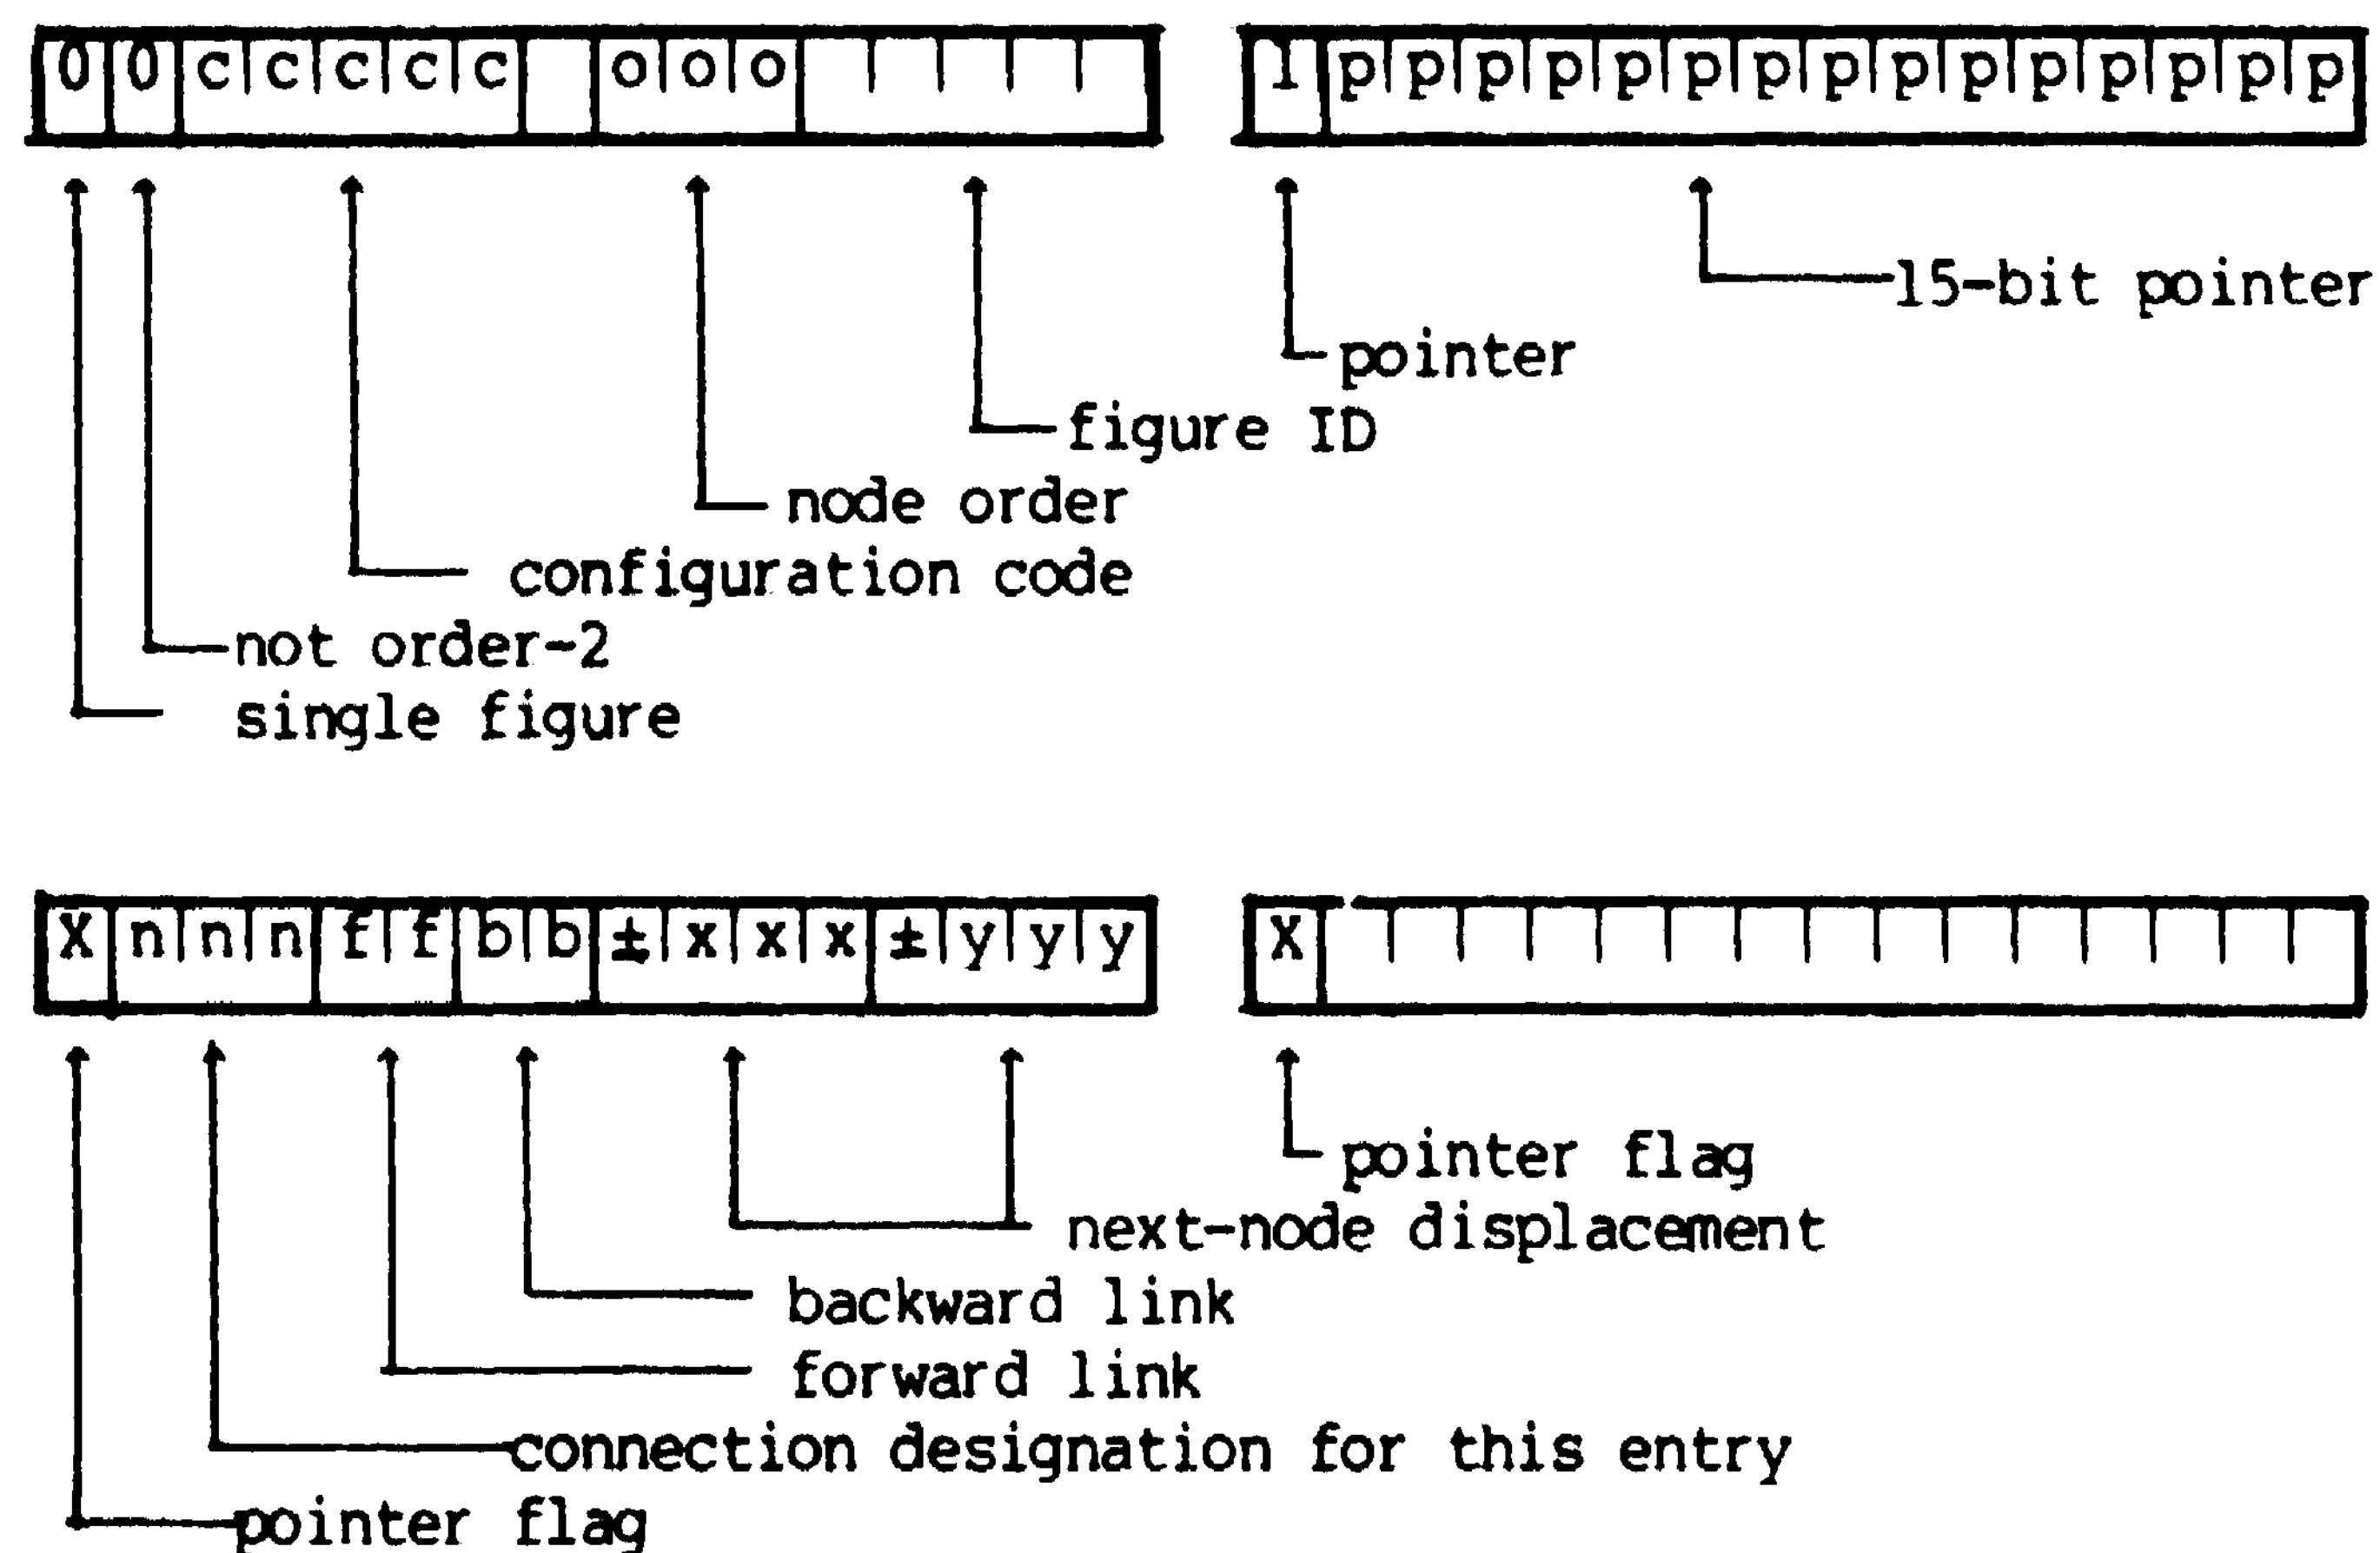 0 0 c c c c c o o o
1 p p p p p p p p p p p p p p p
15-bit pointer
pointer
figure ID
node order
configuration code
not order-2
single figure
X n n n f f b b ± x x x ± y y y
X
pointer flag
next-node displacement
backward link
forward link
connection designation for this entry
pointer flag